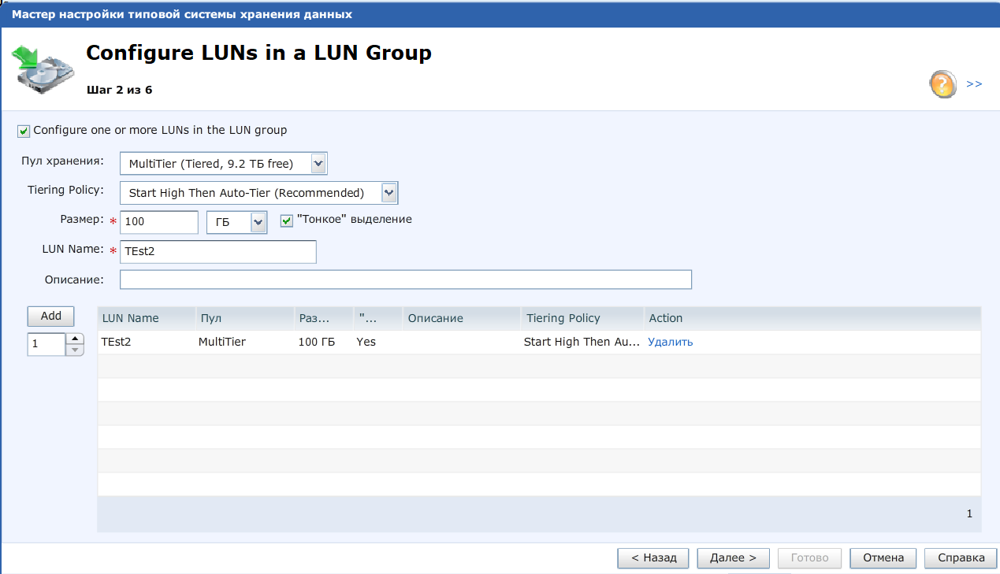 Мастер настройки типовой системы хранения данных
Configure LUNs in a LUN Group
Шаг 2 из 6
? >>
Configure one or more LUNs in the LUN group
Пул хранения: MultiTier (Tiered, 9.2 ТБ free)
Tiering Policy: Start High Then Auto-Tier (Recommended)
Размер: * 100 ГБ "Тонкое" выделение
LUN Name: * TEst2
Описание:
Add
1
LUN Name Пул Раз... "... Описание Tiering Policy Action
TEst2 MultiTier 100 ГБ Yes Start High Then Au... Удалить
1
< Назад Далее > Готово Отмена Справка